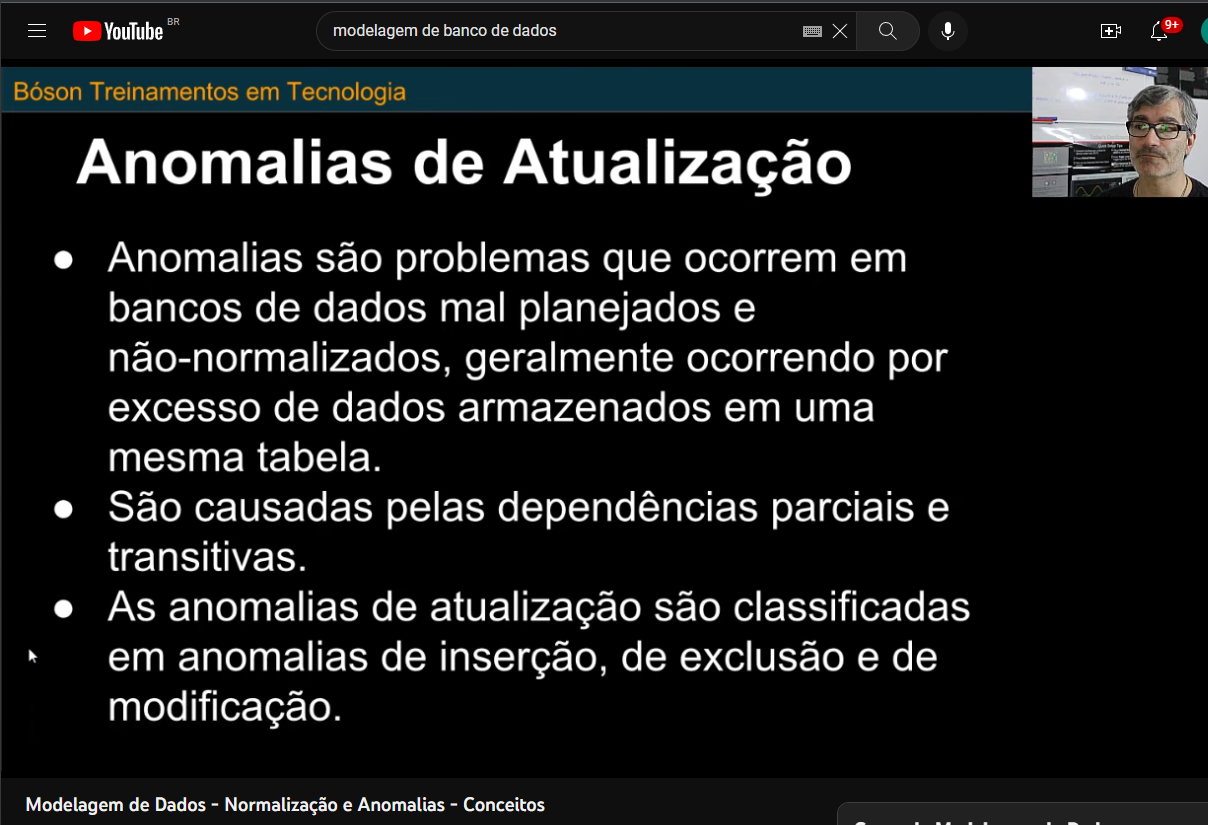 YouTube BR
modelagem de banco de dados
9+
Bóson Treinamentos em Tecnologia
Anomalias de Atualização
● Anomalias são problemas que ocorrem em
bancos de dados mal planejados e
não-normalizados, geralmente ocorrendo por
excesso de dados armazenados em uma
mesma tabela.
● São causadas pelas dependências parciais e
transitivas.
● As anomalias de atualização são classificadas
em anomalias de inserção, de exclusão e de
modificação.
Modelagem de Dados - Normalização e Anomalias - Conceitos